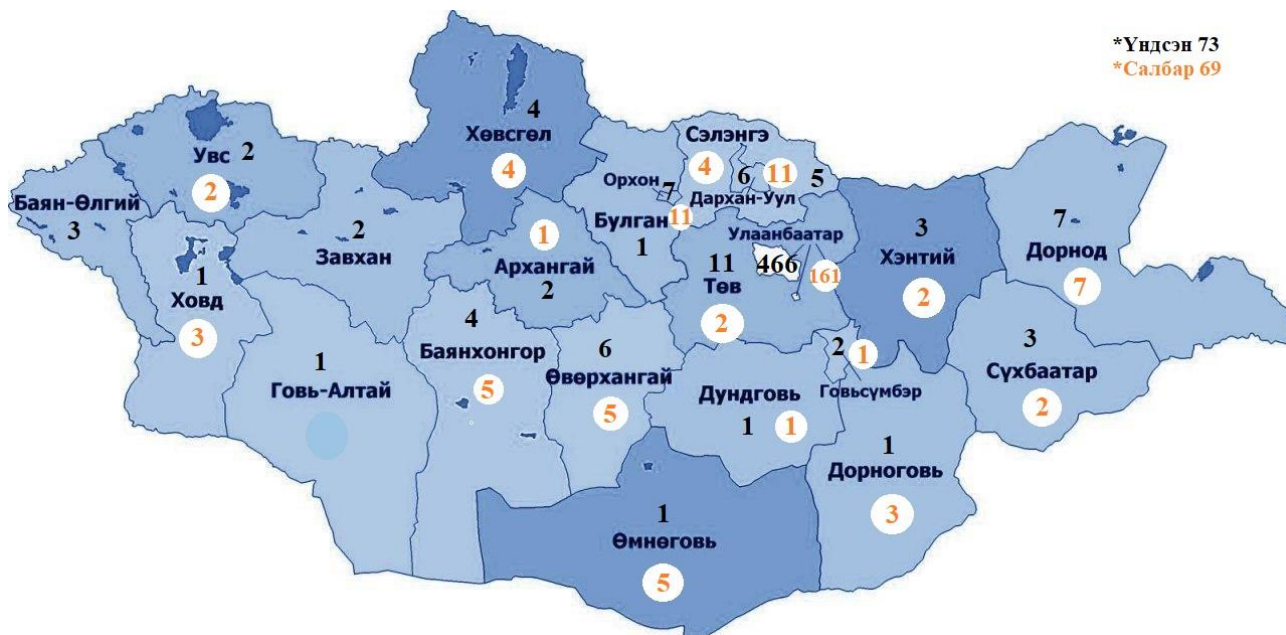 *Үндсэн 73
*Салбар 69
4
Хөвсгөл
4
Сэлэнгэ
4
6
11
5
Увс 2
2
Орхон 7
Дархан-Уул
11
Баян-Өлгий
3
2
Завхан
1
Архангай
2
Булган
1
Улаанбаатар
466
161
11
Төв
2
3
Хэнтий
2
7
Дорнод
7
1
Ховд
3
1
Говь-Алтай
4
Баянхонгор
5
6
Өвөрхангай
5
2
1
Говьсүмбэр
Дундговь
1
1
3
Сүхбаатар
2
1
Дорноговь
3
1
Өмнөговь
5